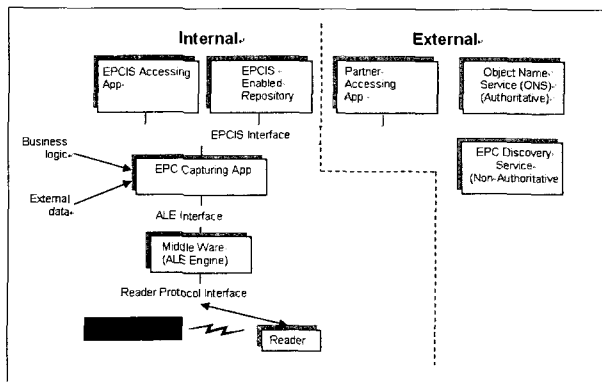 Internal
External
EPCIS Accessing
App
EPCIS -
Enabled-
Repository
Partner-
Accessing
App -
Object Name-
Service (ONS)-
(Authoritative)
EPCIS Interface
Business
logic-
EPC Capturing App
EPC Discovery
Service-
(Non-Authoritative
External
data-
ALE Interface
Middle Ware-
(ALE Engine)
Reader Protocol Interface
Reader